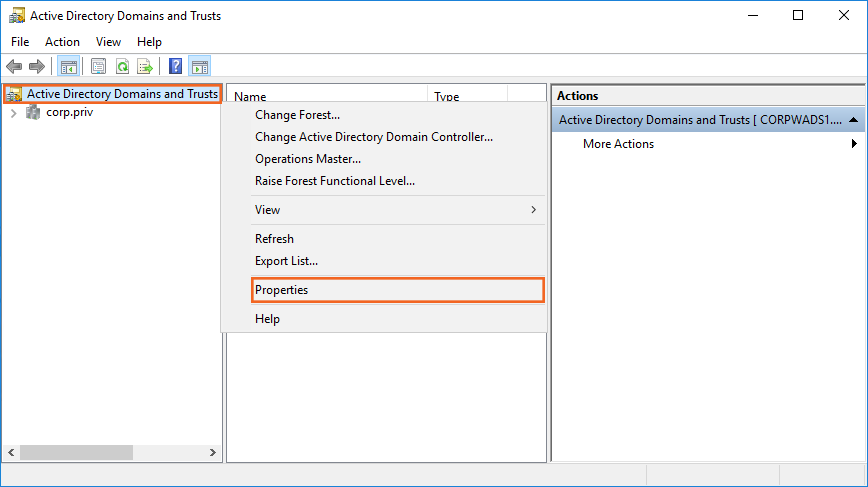 Active Directory Domains and Trusts
File Action View Help
Active Directory Domains and Trusts
corp.priv
Name Type
Change Forest...
Change Active Directory Domain Controller...
Operations Master...
Raise Forest Functional Level...
View
Refresh
Export List...
Properties
Help
Actions
Active Directory Domains and Trusts [ CORPWADS1....
More Actions